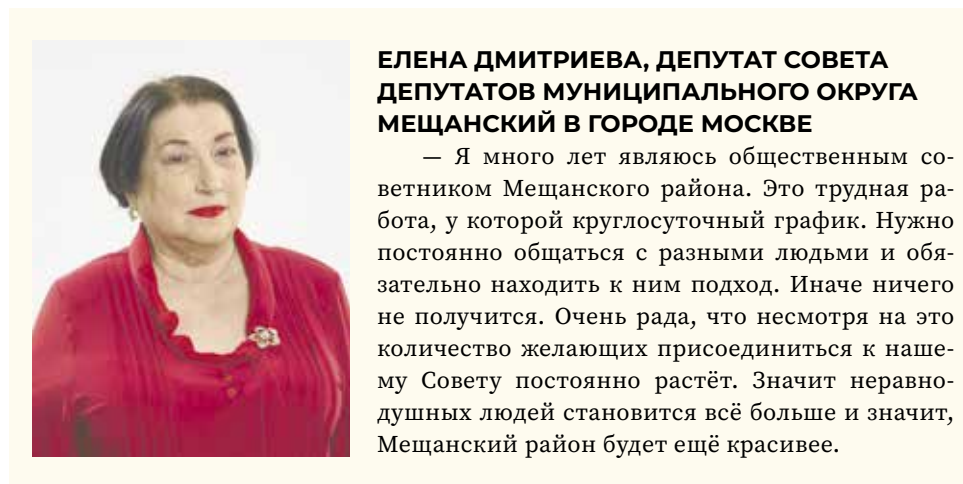 ЕЛЕНА ДМИТРИЕВА, ДЕПУТАТ СОВЕТА
ДЕПУТАТОВ МУНИЦИПАЛЬНОГО ОКРУГА
МЕЩАНСКИЙ В ГОРОДЕ МОСКВЕ
— Я много лет являюсь общественным со-
ветником Мещанского района. Это трудная ра-
бота, у которой круглосуточный график. Нужно
постоянно общаться с разными людьми и обя-
зательно находить к ним подход. Иначе ничего
не получится. Очень рада, что несмотря на это
количество желающих присоединиться к наше-
му Совету постоянно растёт. Значит неравно-
душных людей становится всё больше и значит,
Мещанский район будет ещё красивее.